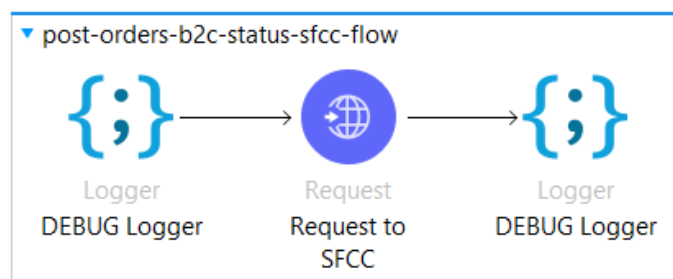 post-orders-b2c-status-sfcc-flow
Logger Request Logger
DEBUG Logger Request to DEBUG Logger
SFCC